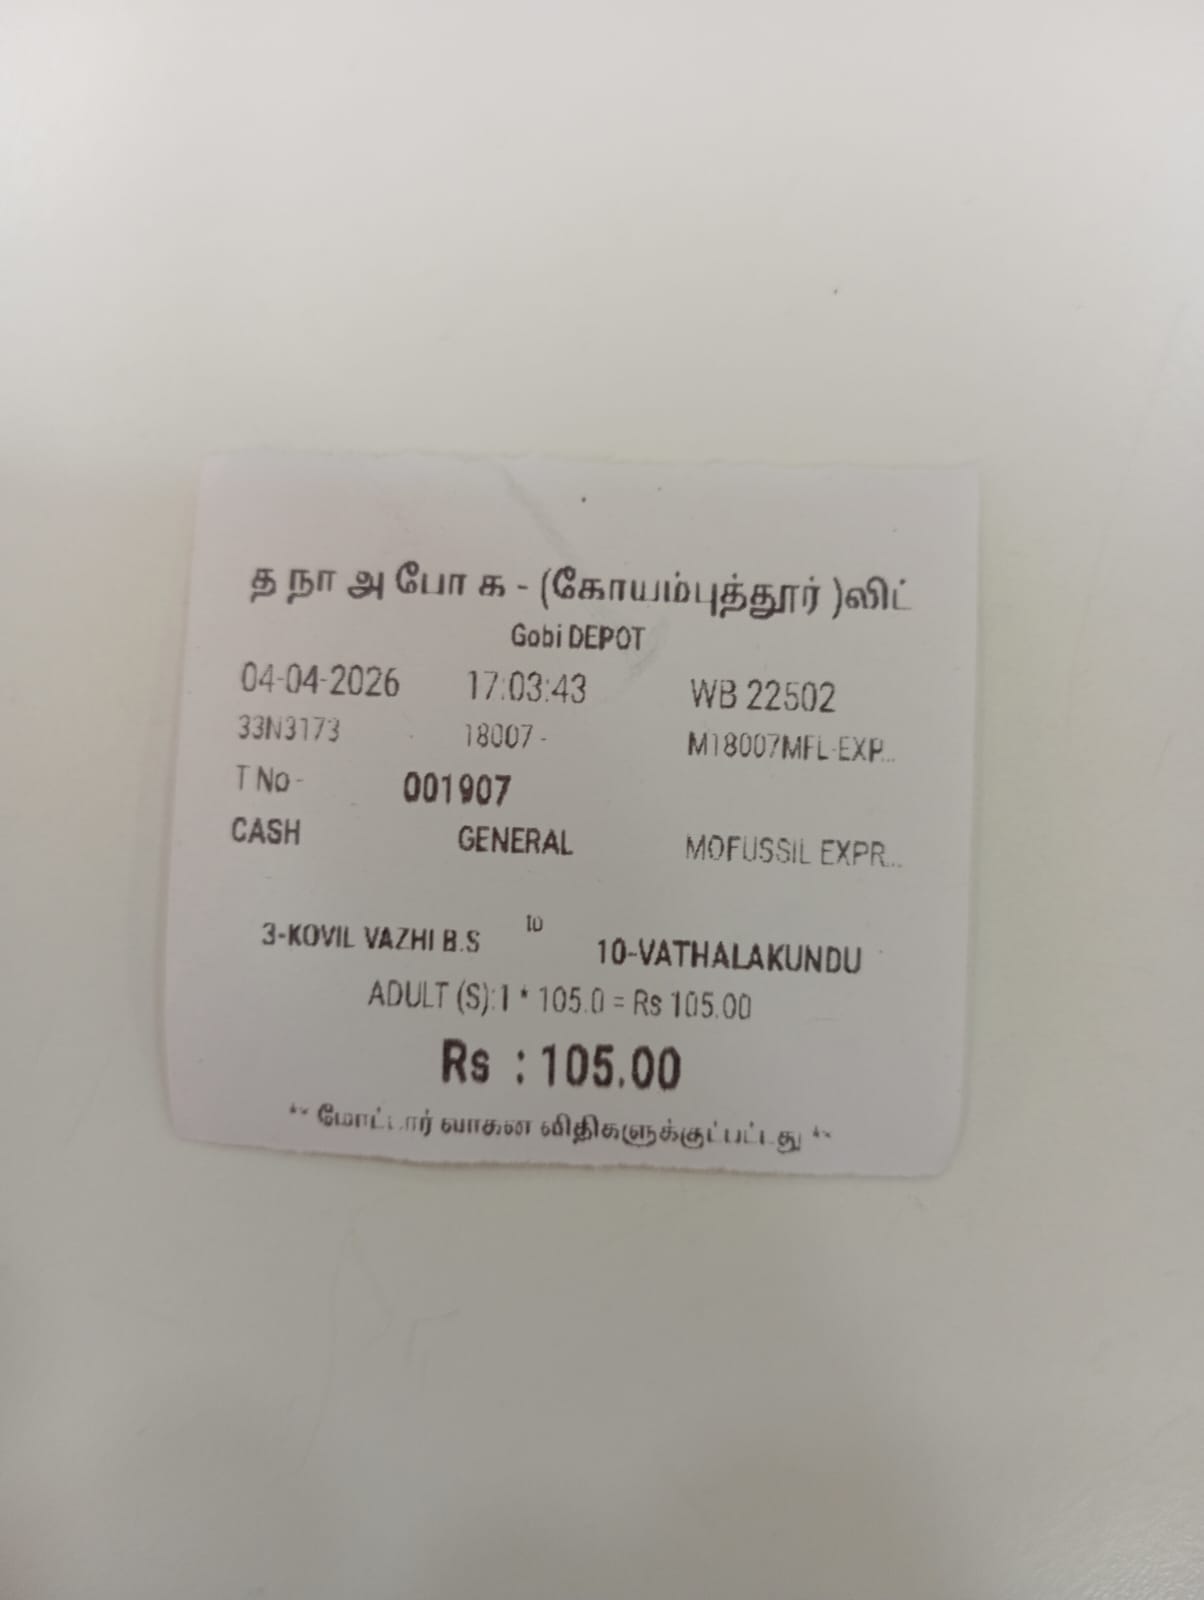 த நா அ போ க - (கோயம்புத்தூர் )லிட்
Gobi DEPOT
04-04-2026 17:03:43 WB 22502
33N3173 18007 - M18007MFL-EXP...
T No - 001907
CASH GENERAL MOFUSSIL EXPR...
3-KOVIL VAZHI B.S to 10-VATHALAKUNDU
ADULT (S):1 * 105.0 = Rs 105.00
Rs : 105.00
** மோட்டார் வாகன விதிகளுக்குட்பட்டது **